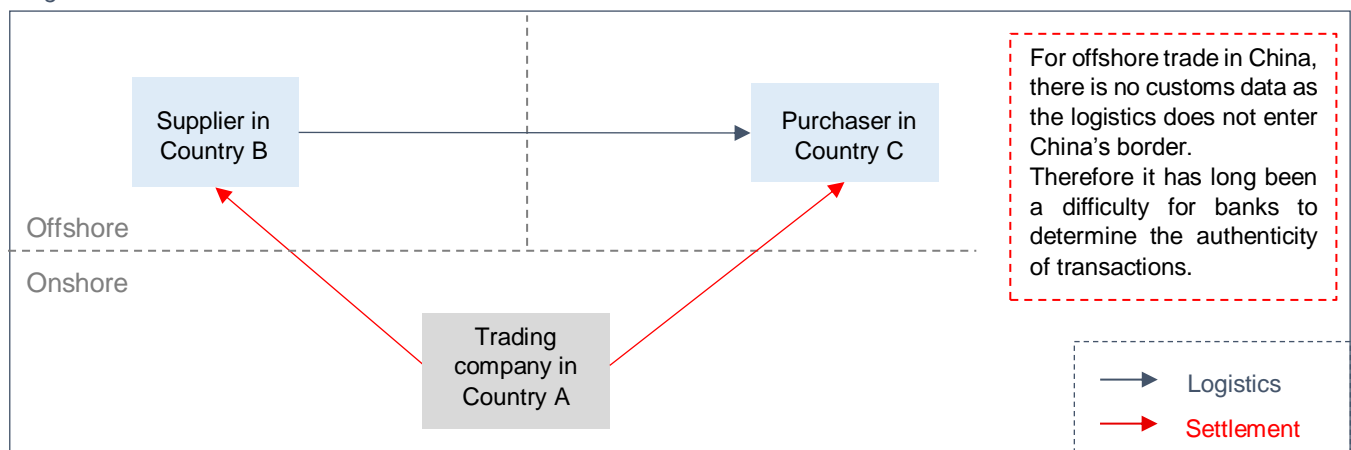 Supplier in
Country B
Purchaser in
Country C
For offshore trade in China,
there is no customs data as
the logistics does not enter
China’s border.
Therefore it has long been
a difficulty for banks to
determine the authenticity
of transactions.
Offshore
Onshore
Trading
company in
Country A
Logistics
Settlement